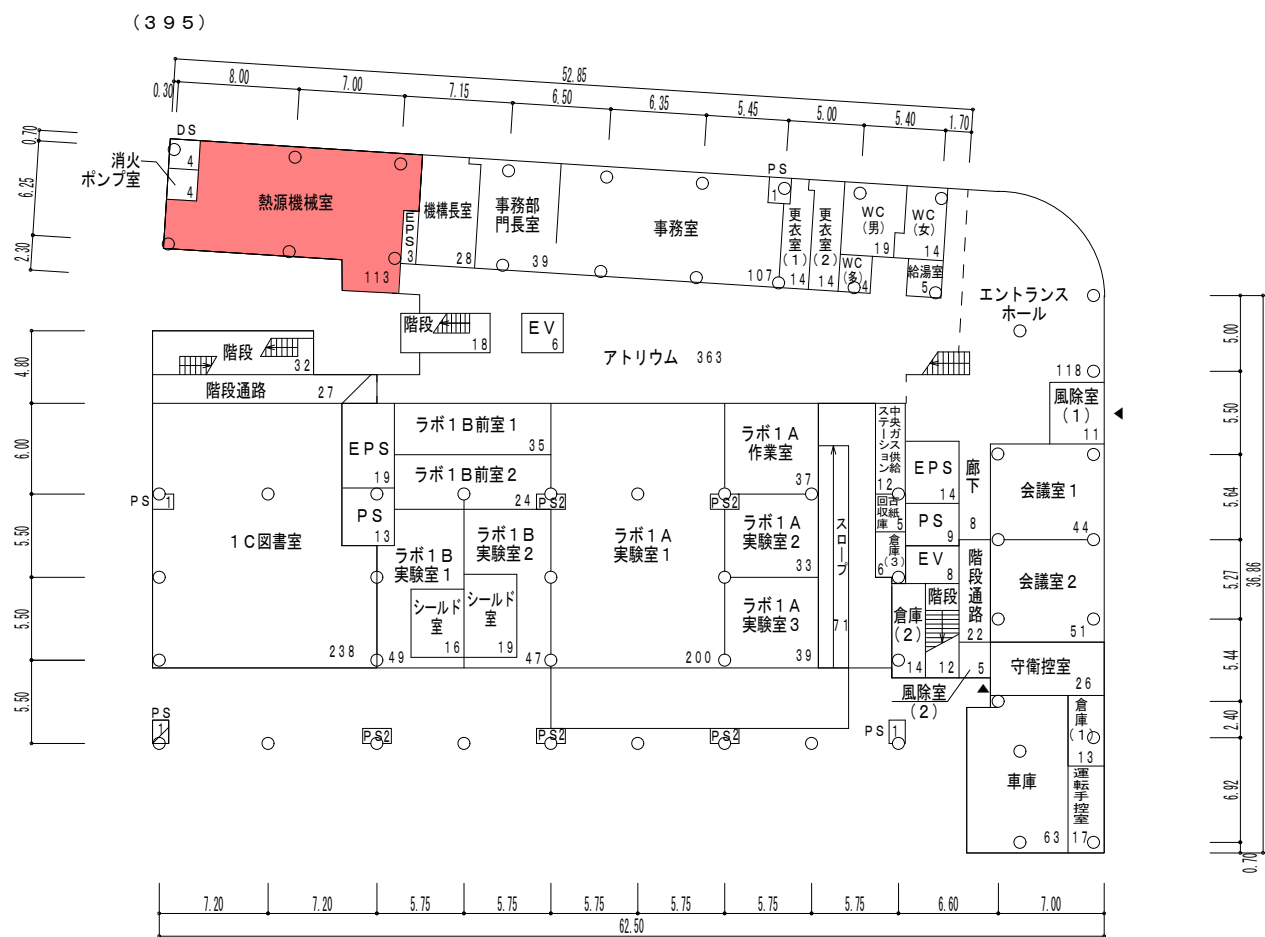 （３９５）
52.85
0.30
8.00
7.00
7.15
6.50
6.35
5.45
5.00
5.40
1.70
0.70
6.25
2.30
DS
4
消火
ポンプ室
4
熱源機械室
113
EPS
3
機構長室
28
事務部
門長室
39
事務室
107
PS
1
更衣室(1)
14
更衣室(2)
14
WC
(男)
19
WC
(女)
14
WC
(多)
4
給湯室
5
エントランス
ホール
118
階段
18
EV
6
アトリウム 363
階段
32
階段通路
27
風除室
(1)
11
4.80
6.00
5.50
5.50
5.50
5.00
5.50
5.64
5.27
5.44
2.40
6.92
0.70
36.86
1C図書室
238
PS
1
EPS
19
PS
13
ラボ1B前室1
35
ラボ1B前室2
24
PS2
ラボ1B
実験室1
49
ラボ1B
実験室2
47
シールド
室
16
シールド
室
19
ラボ1A
実験室1
200
PS2
ラボ1A
作業室
37
ラボ1A
実験室2
33
ラボ1A
実験室3
39
スロープ
71
中央ガス供給
ステーション
12
古紙
回収庫
5
倉庫(3)
6
EPS
14
PS
9
EV
8
廊下
8
階段
12
階段通路
22
倉庫
(2)
14
5
風除室
(2)
会議室1
44
会議室2
51
守衛控室
26
倉庫(1)
13
車庫
63
運転手控室
17
PS
1
PS2
PS2
PS2
PS
1
7.20
7.20
5.75
5.75
5.75
5.75
5.75
5.75
6.60
7.00
62.50